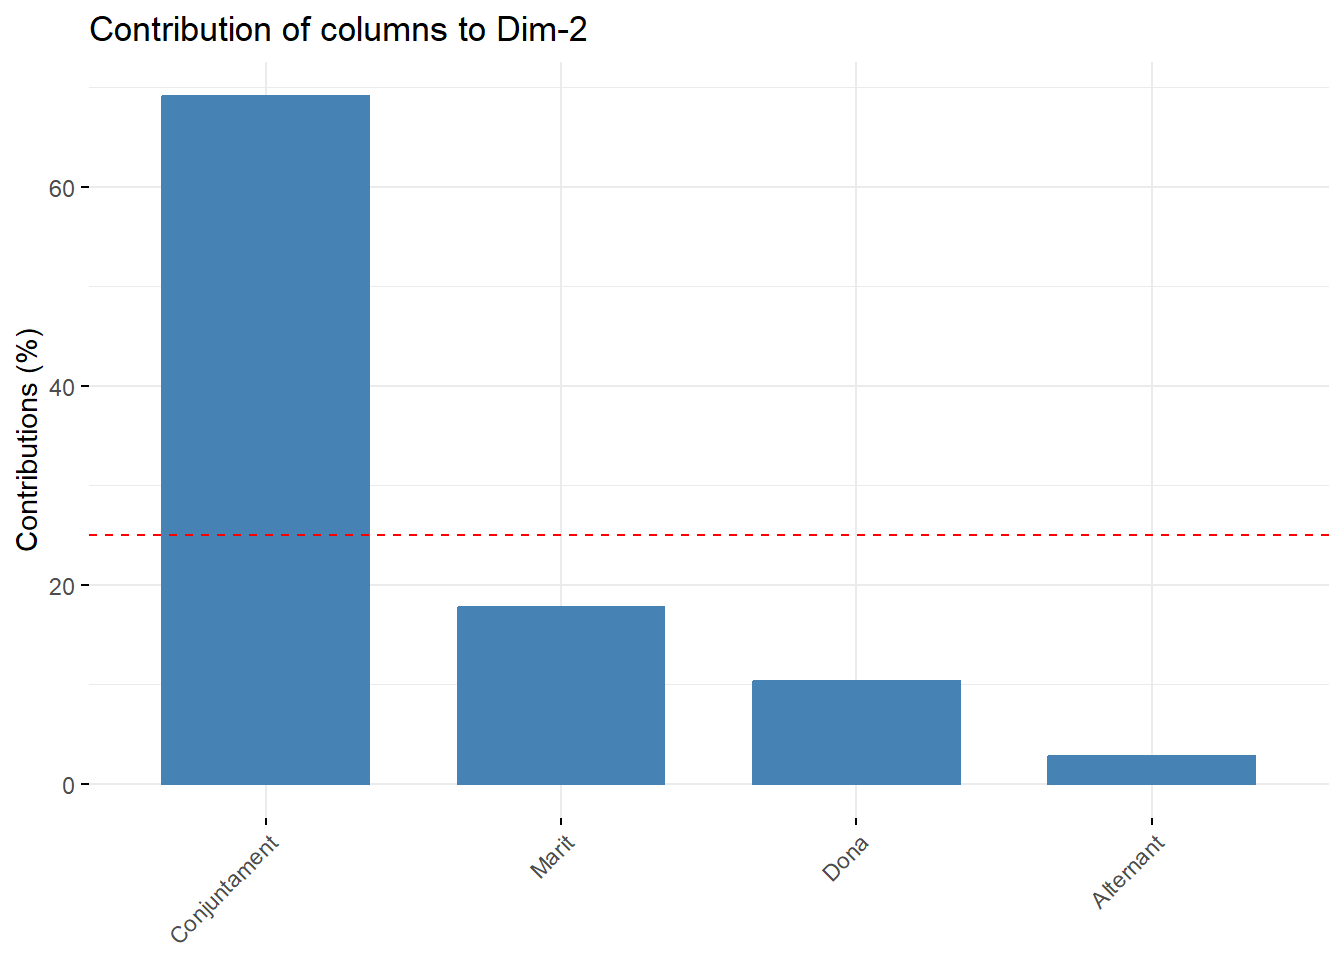 Contribution of columns to Dim-2
Contributions (%)
60
40
20
0
Conjuntament
Marit
Dona
Alternant